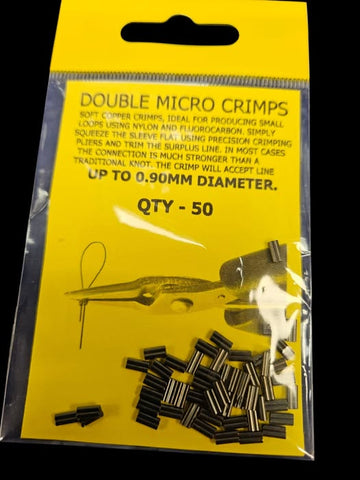 DOUBLE MICRO CRIMPS
SOFT COPPER CRIMPS, IDEAL FOR PRODUCING SMALL
LOOPS USING NYLON AND FLUOROCARBON. SIMPLY
SQUEEZE THE SLEEVE FLAT USING PRECISION CRIMPING
PLIERS AND TRIM THE SURPLUS LINE. IN MOST CASES
THE CONNECTION IS MUCH STRONGER THAN A
TRADITIONAL KNOT. THE CRIMP WILL ACCEPT LINE
UP TO 0.90MM DIAMETER.
QTY - 50